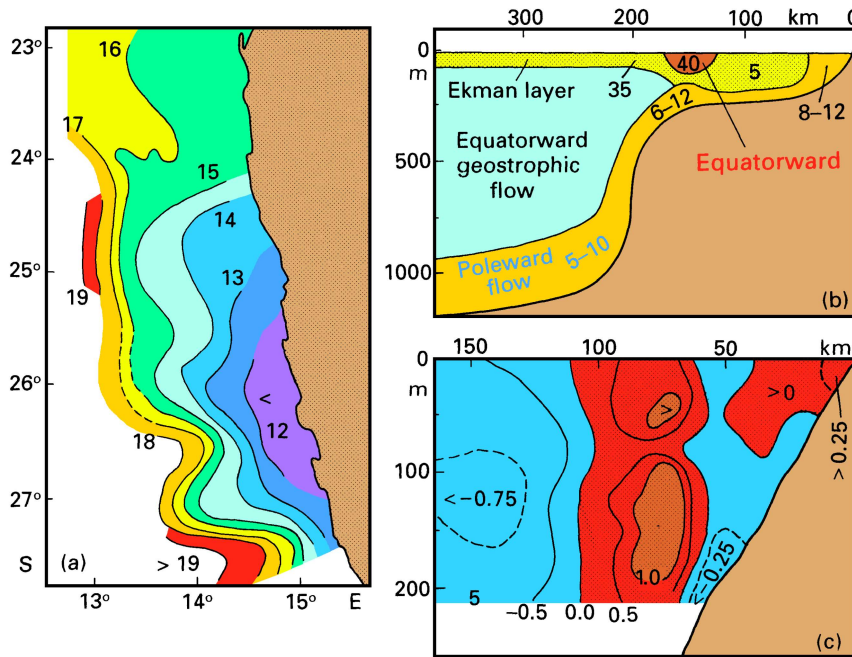 23°
24°
25°
26°
27°
S
(a)
13°
14°
15°
E
16
17
15
14
13
19
18
<
12
> 19
300
200
100
km
0
0
m
500
1000
Ekman layer
35
40
5
6–12
8–12
Equatorward
geostrophic
flow
Equatorward
Poleward
flow
5–10
(b)
150
100
50
km
0
m
100
200
> 0
> 0.25
>
< −0.75
< −0.25
1.0
5
−0.5
0.0
0.5
(c)